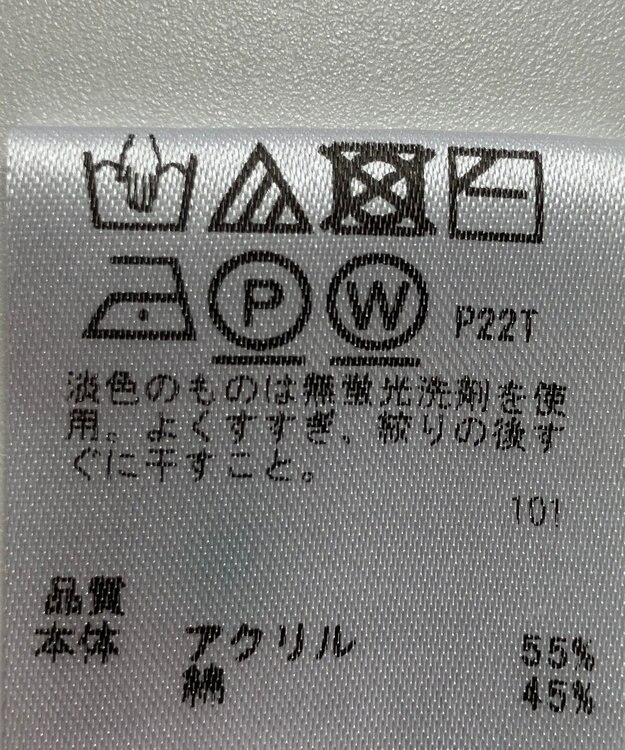 P
W
P22T
淡色のものは無蛍光洗剤を使
用。よくすすぎ、絞りの後す
ぐに干すこと。
101
品質
本体 アクリル 55%
綿 45%